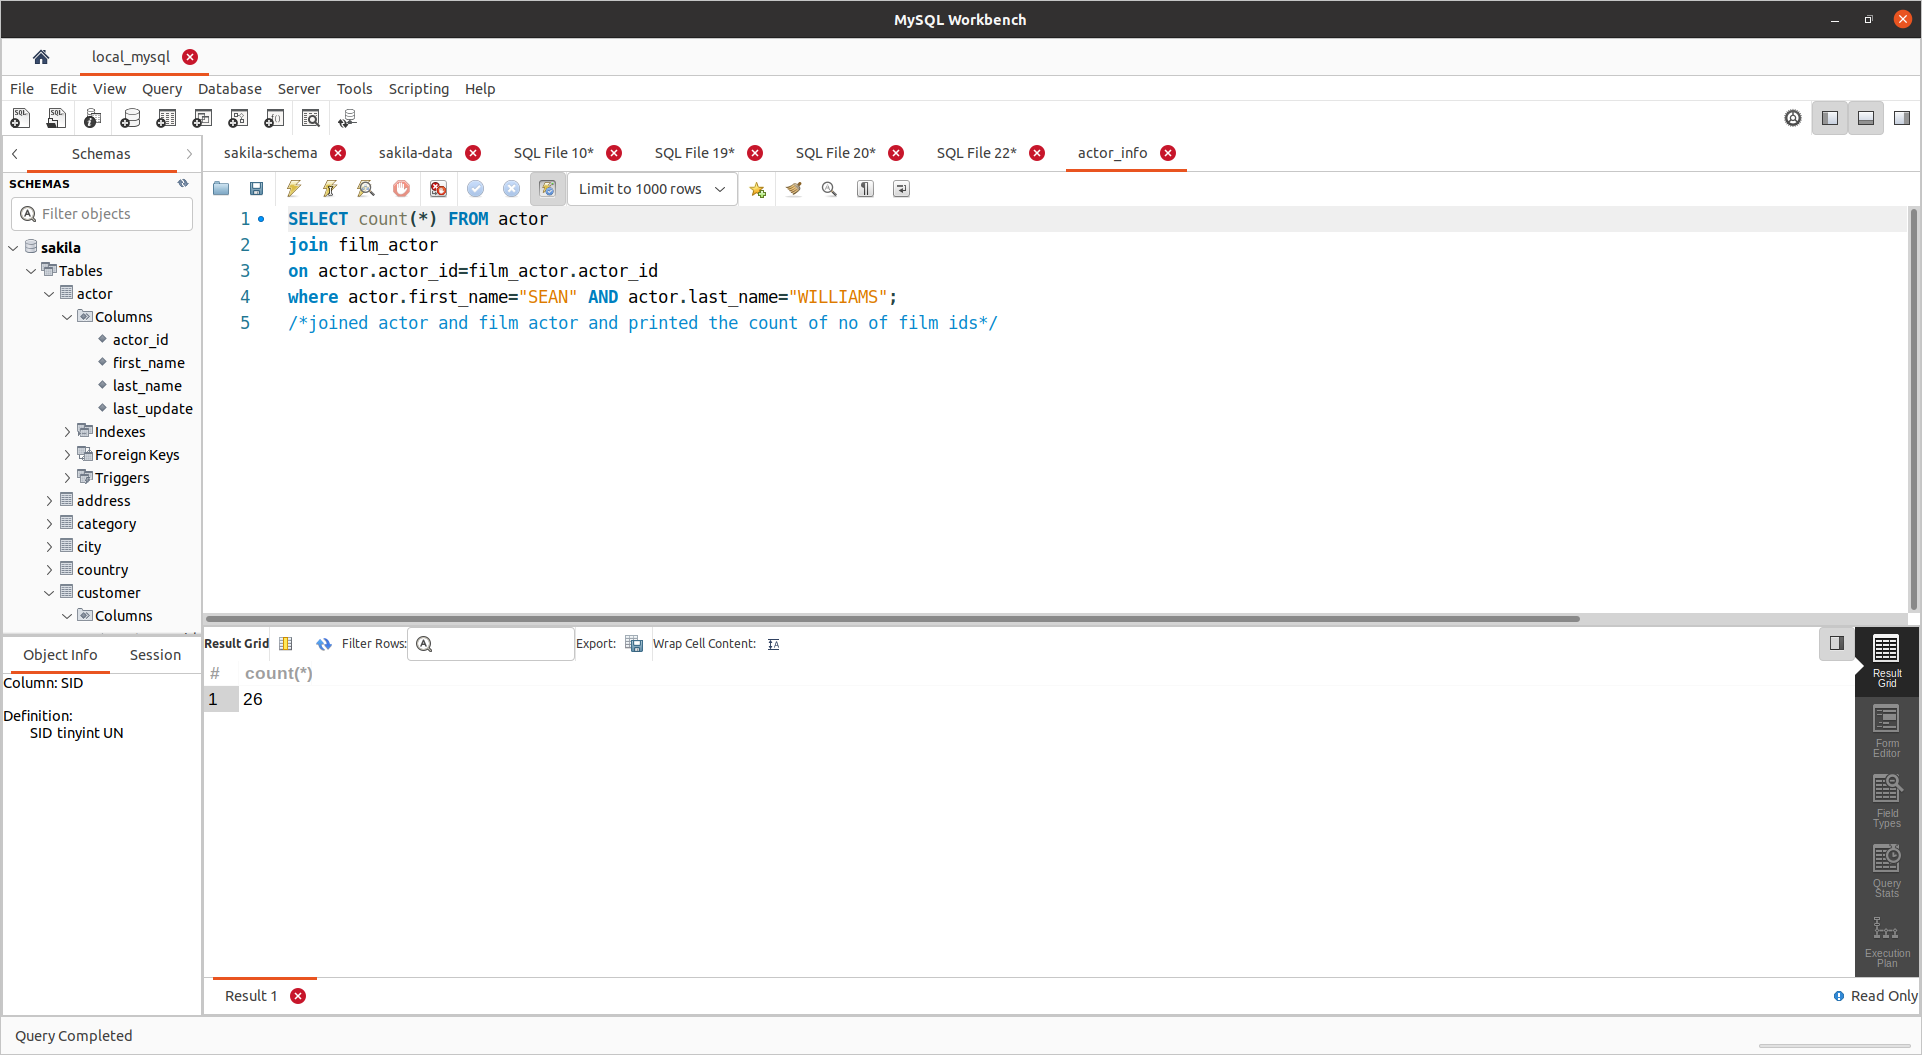 MySQL Workbench
local_mysql
File Edit View Query Database Server Tools Scripting Help
Schemas
sakila-schema sakila-data SQL File 10* SQL File 19* SQL File 20* SQL File 22* actor_info
SCHEMAS
Filter objects
Limit to 1000 rows
sakila
Tables
actor
Columns
actor_id
first_name
last_name
last_update
Indexes
Foreign Keys
Triggers
address
category
city
country
customer
Columns
1 SELECT count(*) FROM actor
2 join film_actor
3 on actor.actor_id=film_actor.actor_id
4 where actor.first_name="SEAN" AND actor.last_name="WILLIAMS";
5 /*joined actor and film actor and printed the count of no of film ids*/
Object Info Session
Column: SID
Definition:
SID tinyint UN
Result Grid Filter Rows: Export: Wrap Cell Content:
# count(*)
1 26
Result
Grid
Form
Editor
Field
Types
Query
Stats
Execution
Plan
Result 1
Read Only
Query Completed